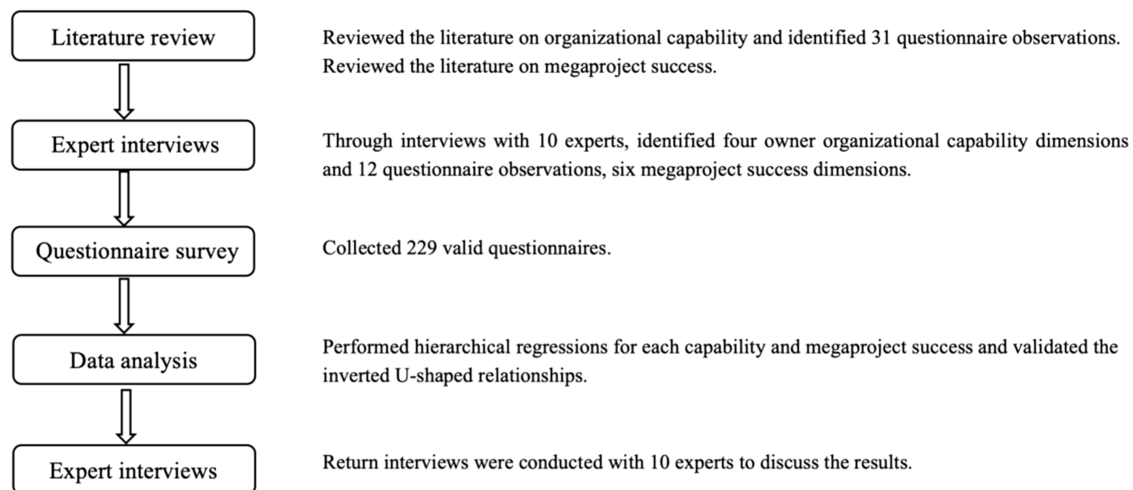 Literature review
Reviewed the literature on organizational capability and identified 31 questionnaire observations.
Reviewed the literature on megaproject success.
Expert interviews
Through interviews with 10 experts, identified four owner organizational capability dimensions
and 12 questionnaire observations, six megaproject success dimensions.
Questionnaire survey
Collected 229 valid questionnaires.
Data analysis
Performed hierarchical regressions for each capability and megaproject success and validated the
inverted U-shaped relationships.
Expert interviews
Return interviews were conducted with 10 experts to discuss the results.